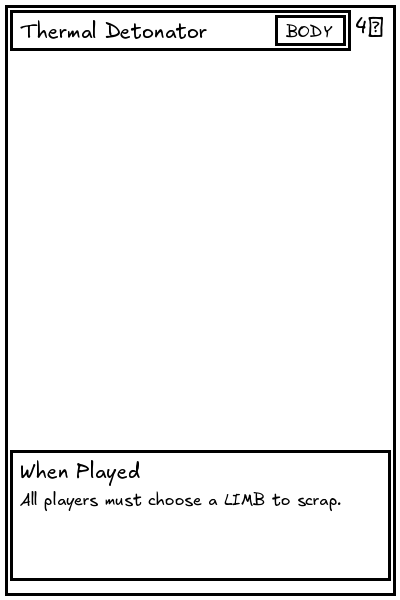 Thermal Detonator
BODY
4
When Played
All players must choose a LIMB to scrap.